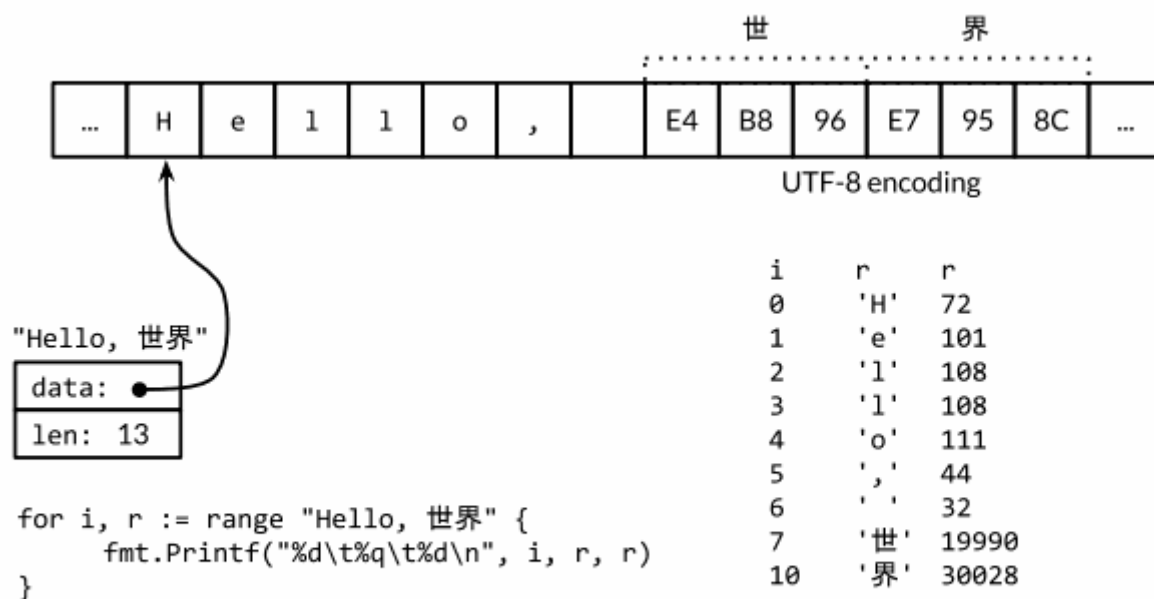 世 界
… H e l l o , E4 B8 96 E7 95 8C …
UTF-8 encoding
i r r
0 'H' 72
1 'e' 101
2 'l' 108
3 'l' 108
4 'o' 111
5 ',' 44
6 ' ' 32
7 '世' 19990
10 '界' 30028
"Hello, 世界"
data:
len: 13
for i, r := range "Hello, 世界" {
fmt.Printf("%d\t%q\t%d\n", i, r, r)
}